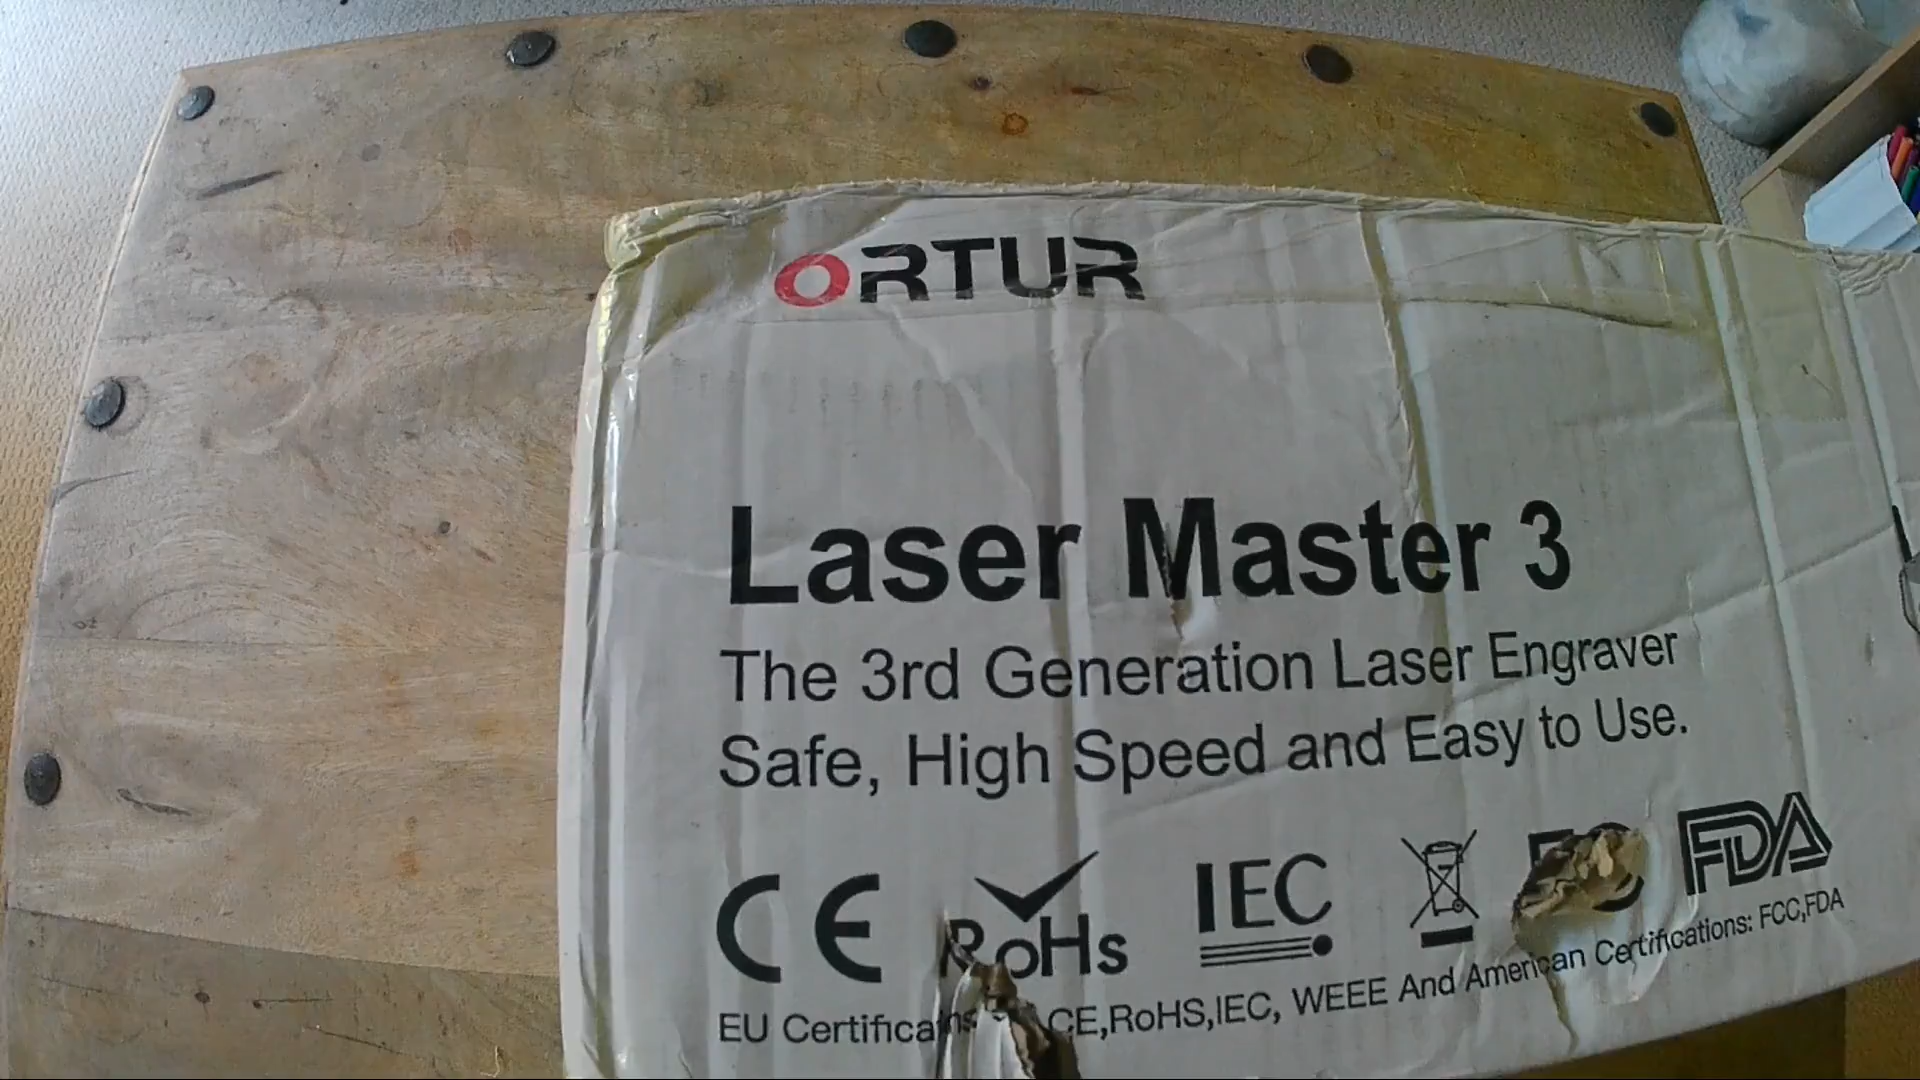 ORTUR
Laser Master 3
The 3rd Generation Laser Engraver
Safe, High Speed and Easy to Use.
CE RoHs IEC FDA
EU CE,RoHS,IEC, WEEE And American Certifications: FCC,FDA